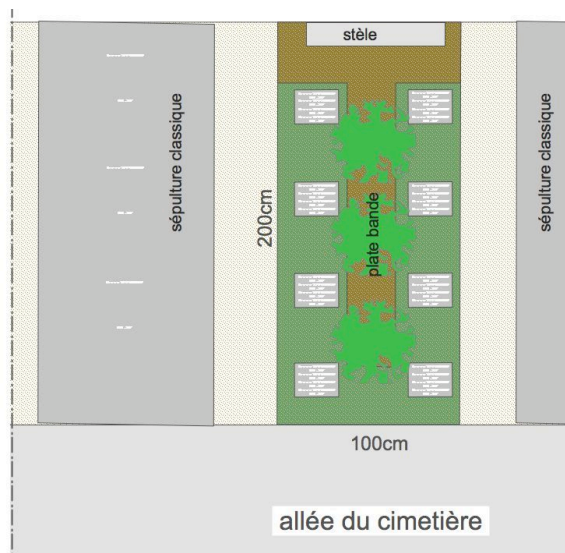 stèle
sépulture classique
sépulture classique
200cm
plate bande
100cm
allée du cimetière